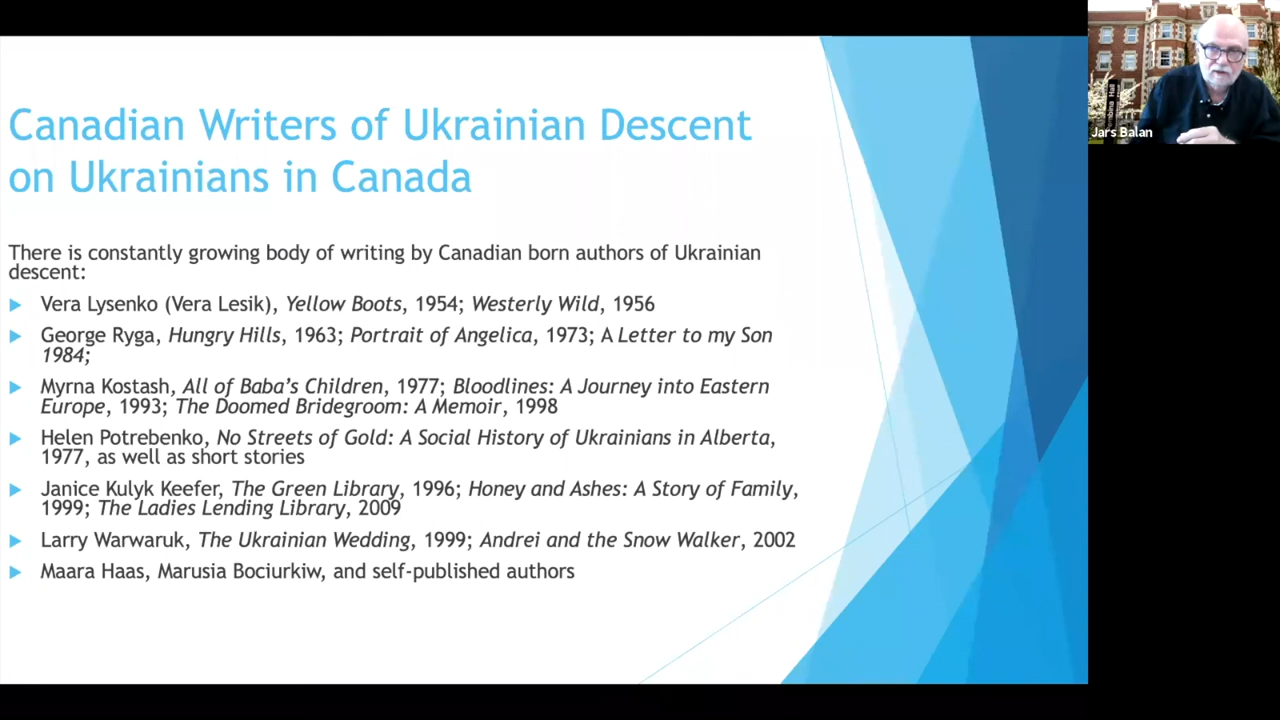 Canadian Writers of Ukrainian Descent
on Ukrainians in Canada
There is constantly growing body of writing by Canadian born authors of Ukrainian
descent:
Vera Lysenko (Vera Lesik), Yellow Boots, 1954; Westerly Wild, 1956
George Ryga, Hungry Hills, 1963; Portrait of Angelica, 1973; A Letter to my Son
1984;
Myrna Kostash, All of Baba's Children, 1977; Bloodlines: A Journey into Eastern
Europe, 1993; The Doomed Bridegroom: A Memoir, 1998
Helen Potrebenko, No Streets of Gold: A Social History of Ukrainians in Alberta,
1977, as well as short stories
Janice Kulyk Keefer, The Green Library, 1996; Honey and Ashes: A Story of Family,
1999; The Ladies Lending Library, 2009
Larry Warwaruk, The Ukrainian Wedding, 1999; Andrei and the Snow Walker, 2002
Maara Haas, Marusia Bociurkiw, and self-published authors
Jars Balan